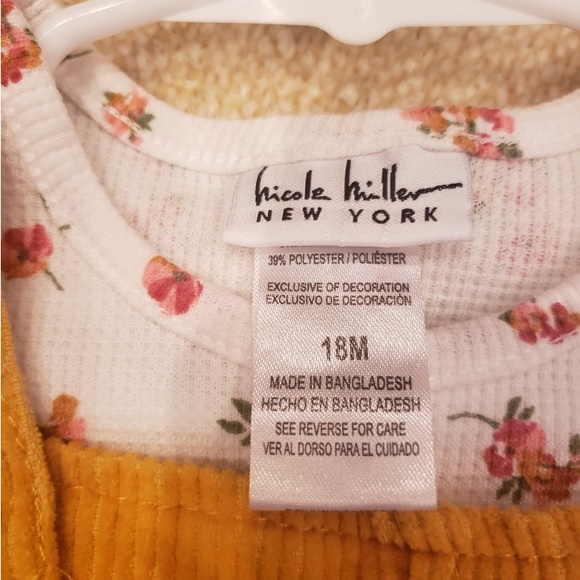 nicole miller
NEW YORK
39% POLYESTER / POLIÉSTER
EXCLUSIVE OF DECORATION
EXCLUSIVO DE DECORACIÓN
18M
MADE IN BANGLADESH
HECHO EN BANGLADESH
SEE REVERSE FOR CARE
VER AL DORSO PARA EL CUIDADO